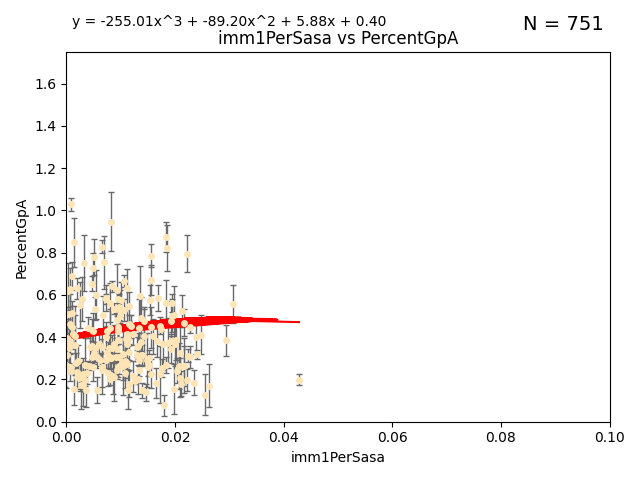 y = -255.01x^3 + -89.20x^2 + 5.88x + 0.40
N = 751
imm1PerSasa vs PercentGpA
PercentGpA
1.6
1.4
1.2
1.0
0.8
0.6
0.4
0.2
0.0
0.00 0.02 0.04 0.06 0.08 0.10
imm1PerSasa